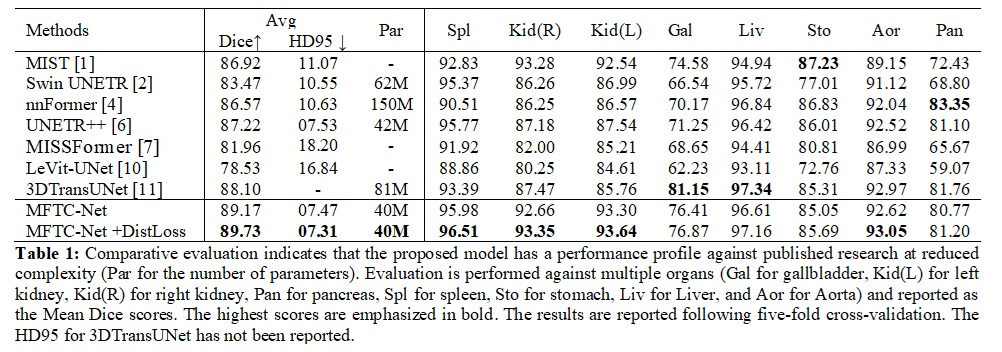 Methods Avg Par Spl Kid(R) Kid(L) Gal Liv Sto Aor Pan
Dice↑ HD95 ↓
MIST [1] 86.92 11.07 - 92.83 93.28 92.54 74.58 94.94 87.23 89.15 72.43
Swin UNETR [2] 83.47 10.55 62M 95.37 86.26 86.99 66.54 95.72 77.01 91.12 68.80
nnFormer [4] 86.57 10.63 150M 90.51 86.25 86.57 70.17 96.84 86.83 92.04 83.35
UNETR++ [6] 87.22 07.53 42M 95.77 87.18 87.54 71.25 96.42 86.01 92.52 81.10
MISSFormer [7] 81.96 18.20 - 91.92 82.00 85.21 68.65 94.41 80.81 86.99 65.67
LeVit-UNet [10] 78.53 16.84 - 88.86 80.25 84.61 62.23 93.11 72.76 87.33 59.07
3DTransUNet [11] 88.10 - 81M 93.39 87.47 85.76 81.15 97.34 85.31 92.97 81.76
MFTC-Net 89.17 07.47 40M 95.98 92.66 93.30 76.41 96.61 85.05 92.62 80.77
MFTC-Net +DistLoss 89.73 07.31 40M 96.51 93.35 93.64 76.87 97.16 85.69 93.05 81.20
Table 1: Comparative evaluation indicates that the proposed model has a performance profile against published research at reduced
complexity (Par for the number of parameters). Evaluation is performed against multiple organs (Gal for gallbladder, Kid(L) for left
kidney, Kid(R) for right kidney, Pan for pancreas, Spl for spleen, Sto for stomach, Liv for Liver, and Aor for Aorta) and reported as
the Mean Dice scores. The highest scores are emphasized in bold. The results are reported following five-fold cross-validation. The
HD95 for 3DTransUNet has not been reported.